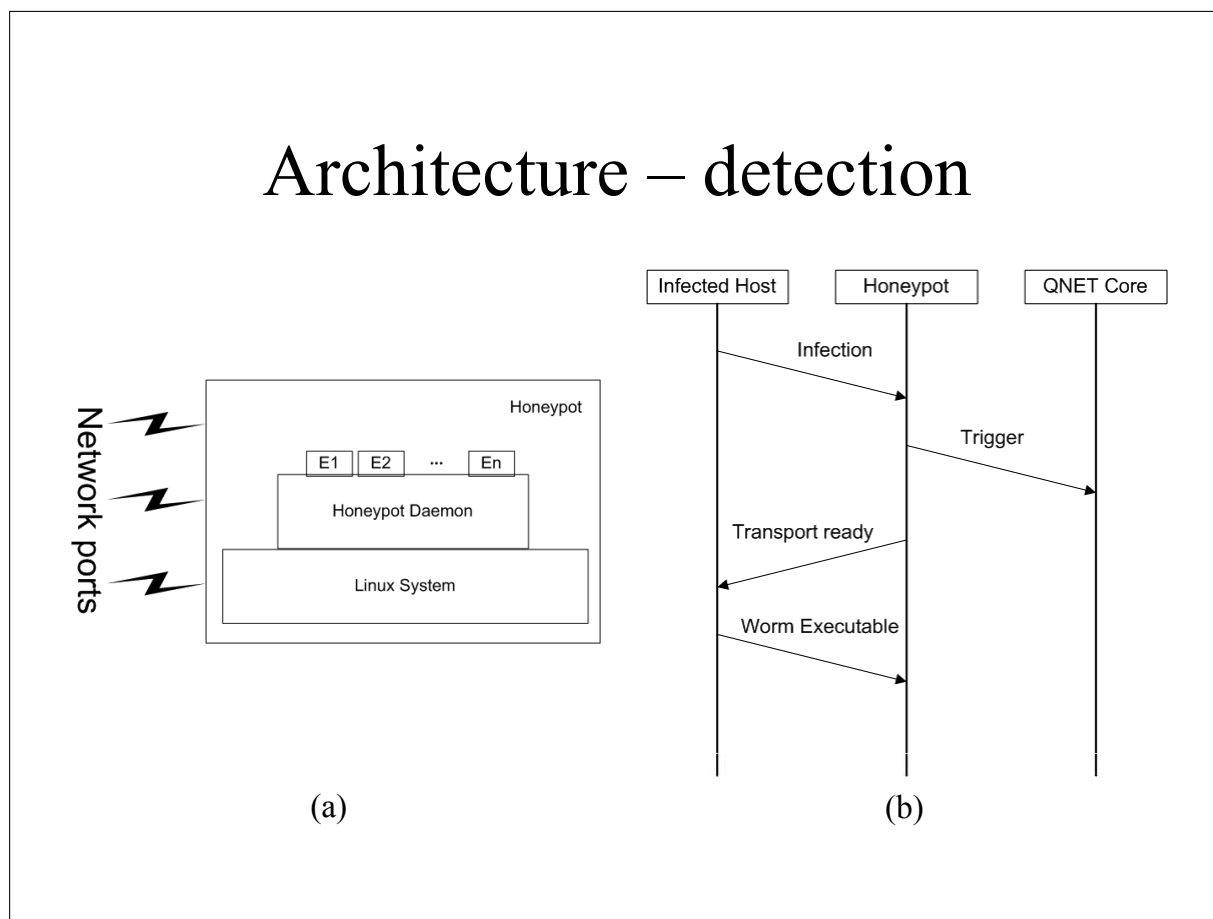 Architecture – detection
Network ports
Honeypot
E1 E2 ... En
Honeypot Daemon
Linux System
(a)
Infected Host Honeypot QNET Core
Infection
Trigger
Transport ready
Worm Executable
(b)